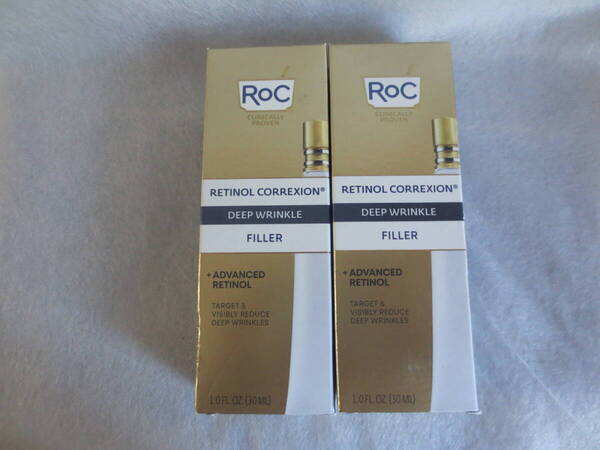 RoC
CLINICALLY
PROVEN
RETINOL CORREXION®
DEEP WRINKLE
FILLER
+ ADVANCED
RETINOL
TARGET &
VISIBLY REDUCE
DEEP WRINKLES
1.0 FL. OZ. (30 ML)
RoC
CLINICALLY
PROVEN
RETINOL CORREXION®
DEEP WRINKLE
FILLER
+ ADVANCED
RETINOL
TARGET &
VISIBLY REDUCE
DEEP WRINKLES
1.0 FL. OZ. (30 ML)